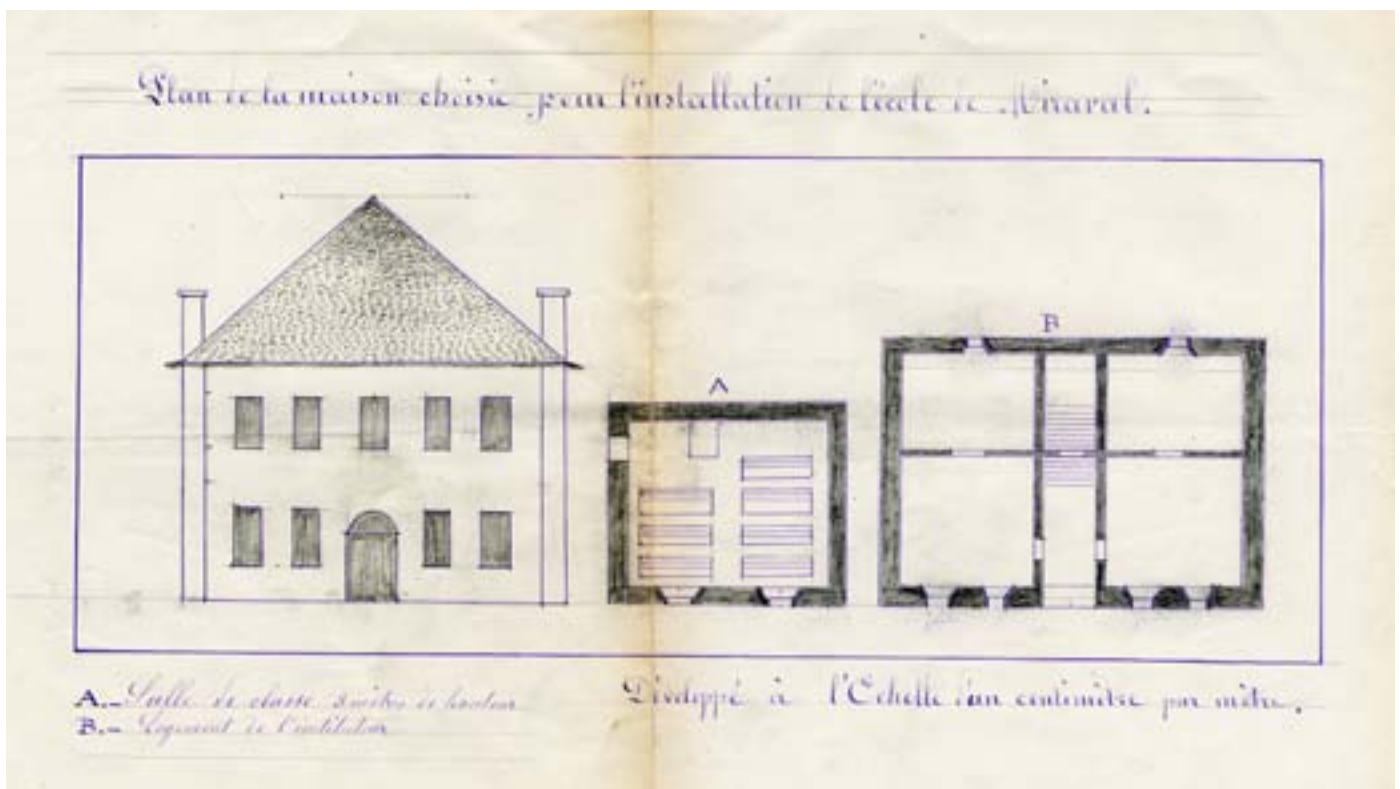 Plan de la maison choisie pour l'installation de l'école de Miraval.
A
B
A.- Salle de classe 3 mètres de hauteur
B.- Logement de l'instituteur
Développé à l'Echelle d'un centimètre par mètre.